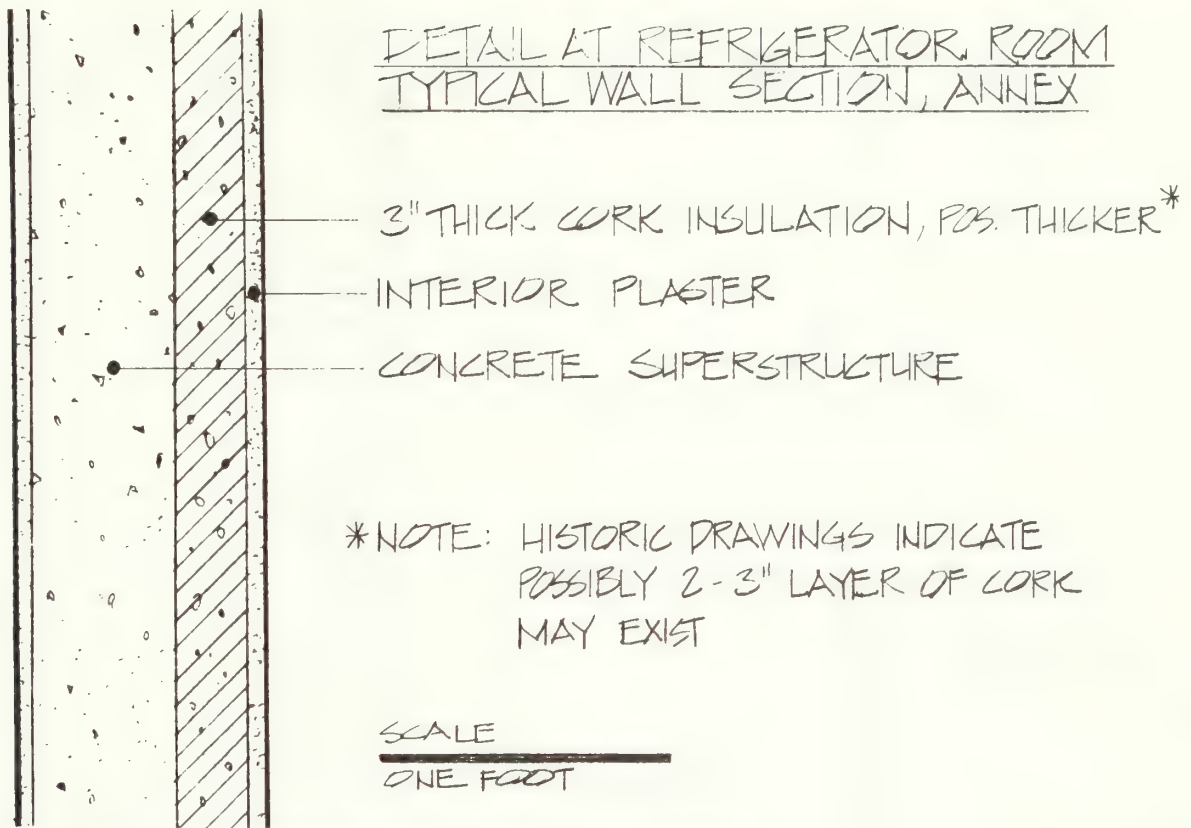 DETAIL AT REFRIGERATOR ROOM
TYPICAL WALL SECTION, ANNEX
3" THICK CORK INSULATION, POS. THICKER*
INTERIOR PLASTER
CONCRETE SUPERSTRUCTURE
*NOTE: HISTORIC DRAWINGS INDICATE
POSSIBLY 2-3" LAYER OF CORK
MAY EXIST
SCALE
ONE FOOT